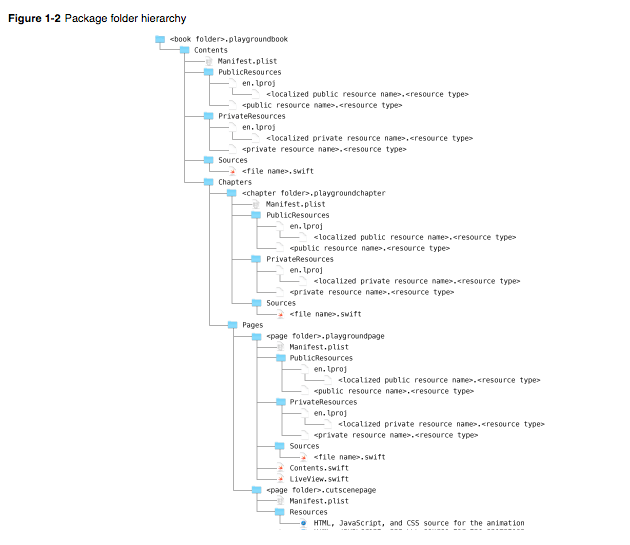 Figure 1-2 Package folder hierarchy
<book folder>.playgroundbook
Contents
Manifest.plist
PublicResources
en.lproj
<localized public resource name>.<resource type>
<public resource name>.<resource type>
PrivateResources
en.lproj
<localized private resource name>.<resource type>
<private resource name>.<resource type>
Sources
<file name>.swift
Chapters
<chapter folder>.playgroundchapter
Manifest.plist
PublicResources
en.lproj
<localized public resource name>.<resource type>
<public resource name>.<resource type>
PrivateResources
en.lproj
<localized private resource name>.<resource type>
<private resource name>.<resource type>
Sources
<file name>.swift
Pages
<page folder>.playgroundpage
Manifest.plist
PublicResources
en.lproj
<localized public resource name>.<resource type>
<public resource name>.<resource type>
PrivateResources
en.lproj
<localized private resource name>.<resource type>
<private resource name>.<resource type>
Sources
<file name>.swift
Contents.swift
LiveView.swift
<page folder>.cutscenepage
Manifest.plist
Resources
HTML, JavaScript, and CSS source for the animation